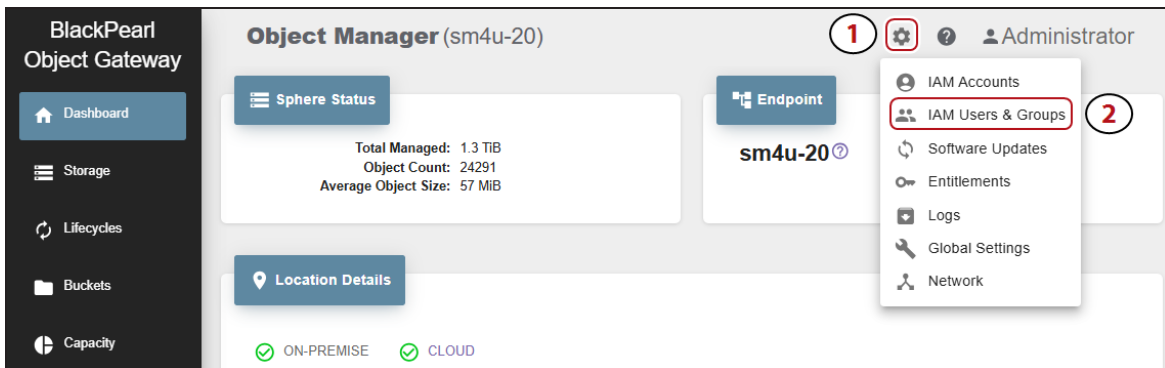 BlackPearl
Object Gateway
Dashboard
Storage
Lifecycles
Buckets
Capacity
Object Manager (sm4u-20)
1
Administrator
Sphere Status
Total Managed: 1.3 TiB
Object Count: 24291
Average Object Size: 57 MiB
Endpoint
sm4u-20
IAM Accounts
IAM Users & Groups
2
Software Updates
Entitlements
Logs
Global Settings
Network
Location Details
ON-PREMISE CLOUD